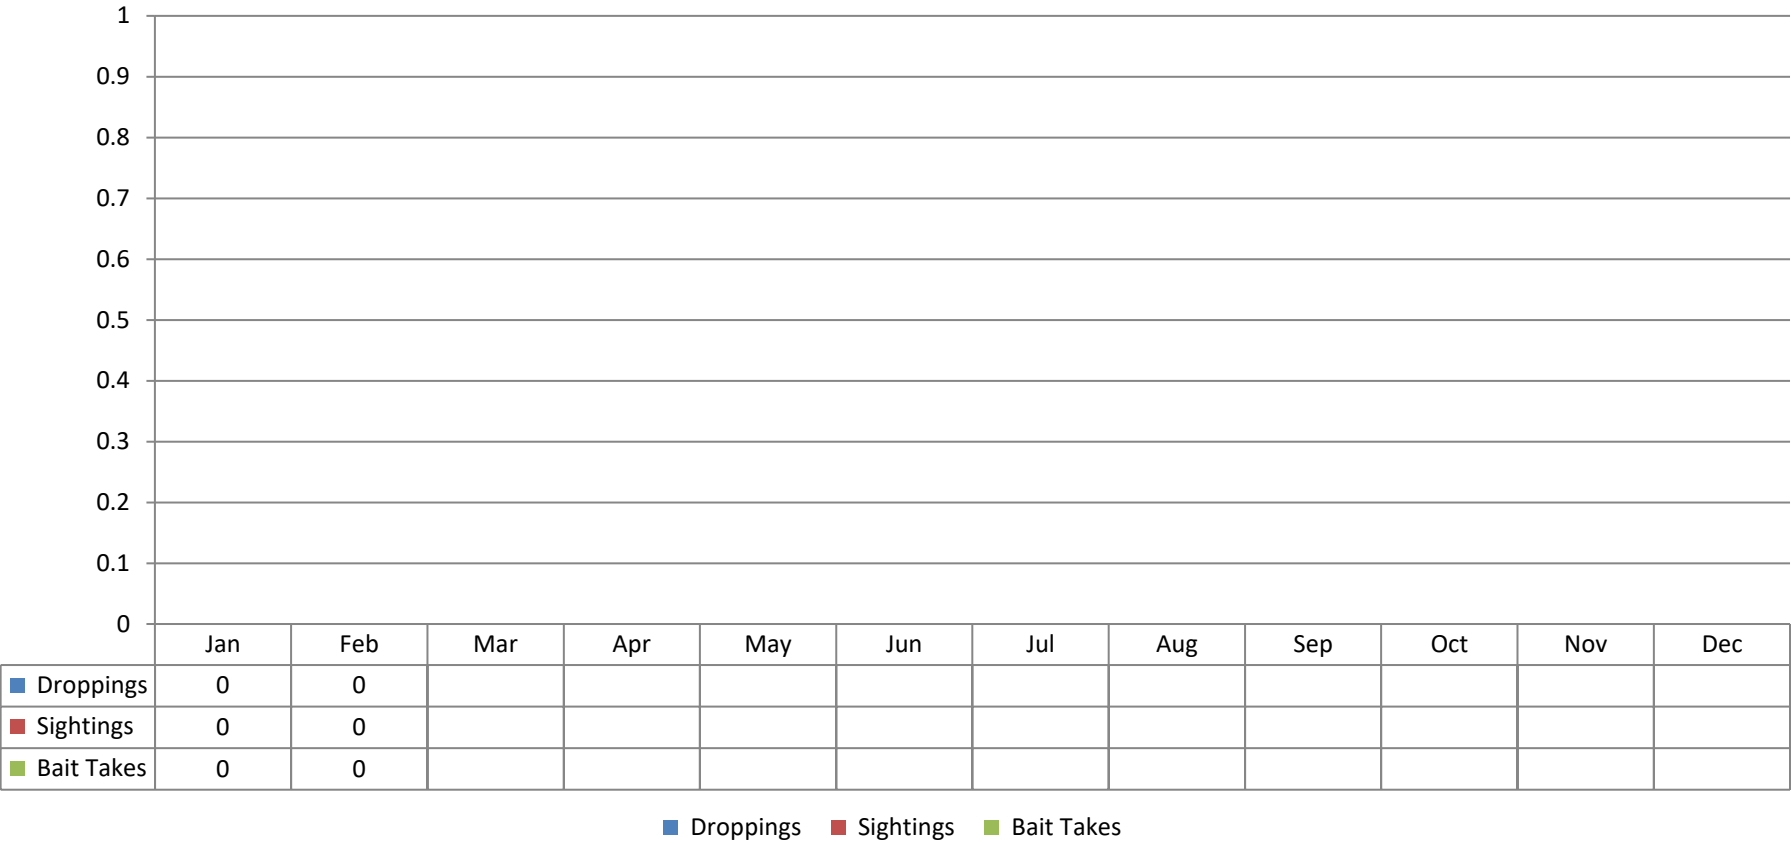 1
0.9
0.8
0.7
0.6
0.5
0.4
0.3
0.2
0.1
0
Jan Feb Mar Apr May Jun Jul Aug Sep Oct Nov Dec
Droppings 0 0
Sightings 0 0
Bait Takes 0 0
Droppings Sightings Bait Takes